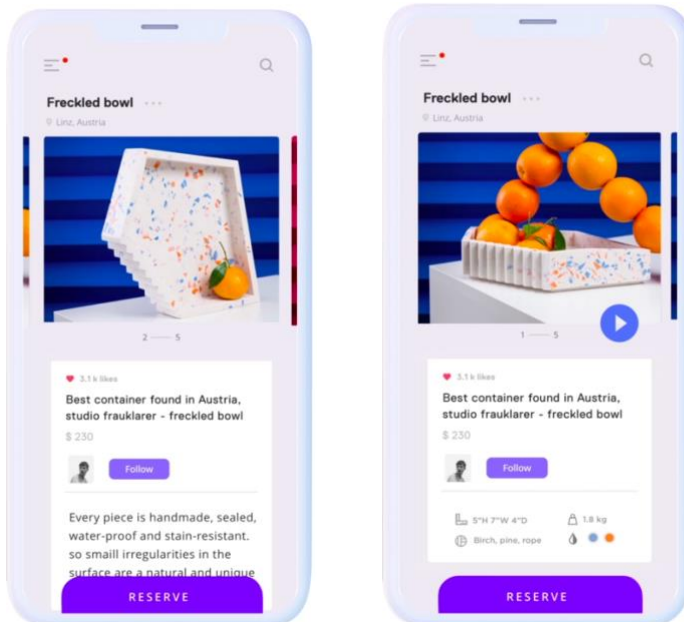 Freckled bowl
Linz, Austria
2 5
3.1 k likes
Best container found in Austria,
studio frauklarer - freckled bowl
$ 230
Follow
Every piece is handmade, sealed,
water-proof and stain-resistant.
so smaill irregularities in the
surface are a natural and unique
RESERVE
Freckled bowl
Linz, Austria
1 5
3.1 k likes
Best container found in Austria,
studio frauklarer - freckled bowl
$ 230
Follow
5"H 7"W 4"D
1.8 kg
Birch, pine, rope
RESERVE